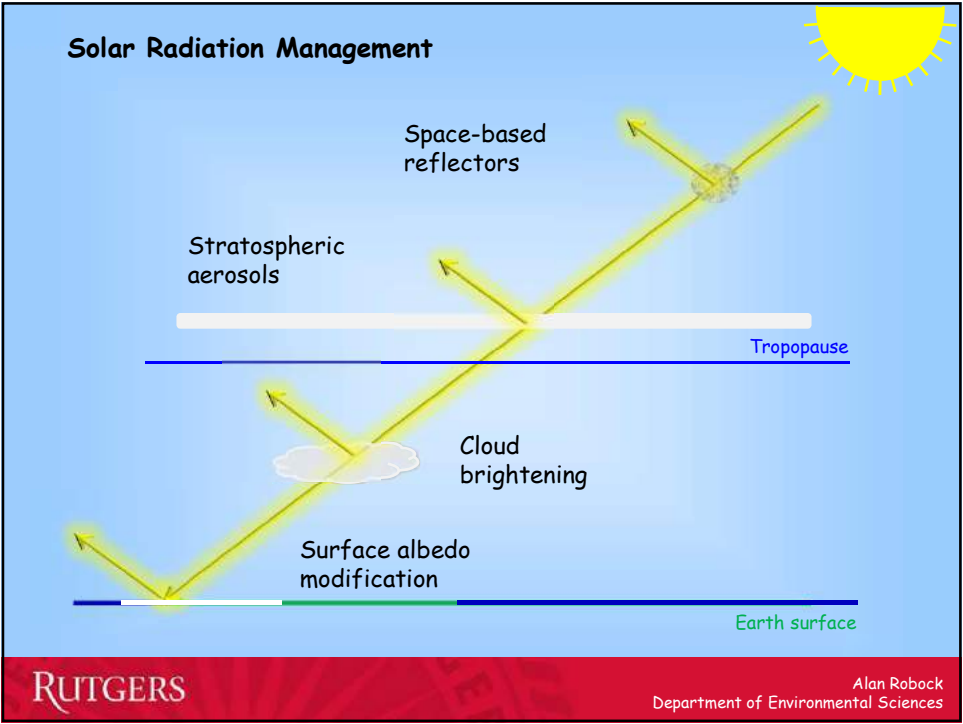 Solar Radiation Management
Space-based
reflectors
Stratospheric
aerosols
Tropopause
Cloud
brightening
Surface albedo
modification
Earth surface
RUTGERS
Alan Robock
Department of Environmental Sciences